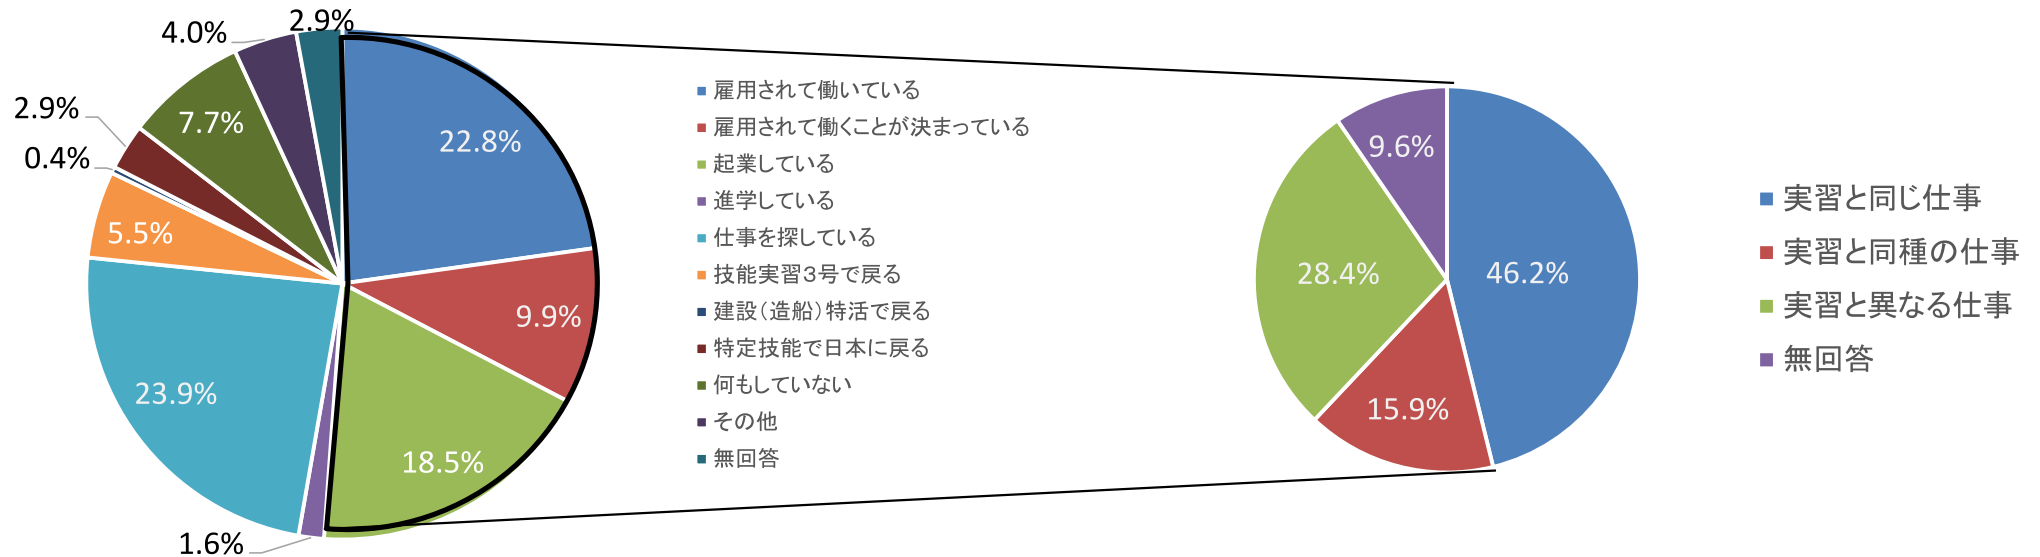 2.9%
4.0%
2.9%
7.7%
0.4%
5.5%
23.9%
1.6%
22.8%
9.9%
18.5%
雇用されて働いている
雇用されて働くことが決まっている
起業している
進学している
仕事を探している
技能実習3号で戻る
建設(造船)特活で戻る
特定技能で日本に戻る
何もしていない
その他
無回答
9.6%
28.4%
46.2%
15.9%
実習と同じ仕事
実習と同種の仕事
実習と異なる仕事
無回答